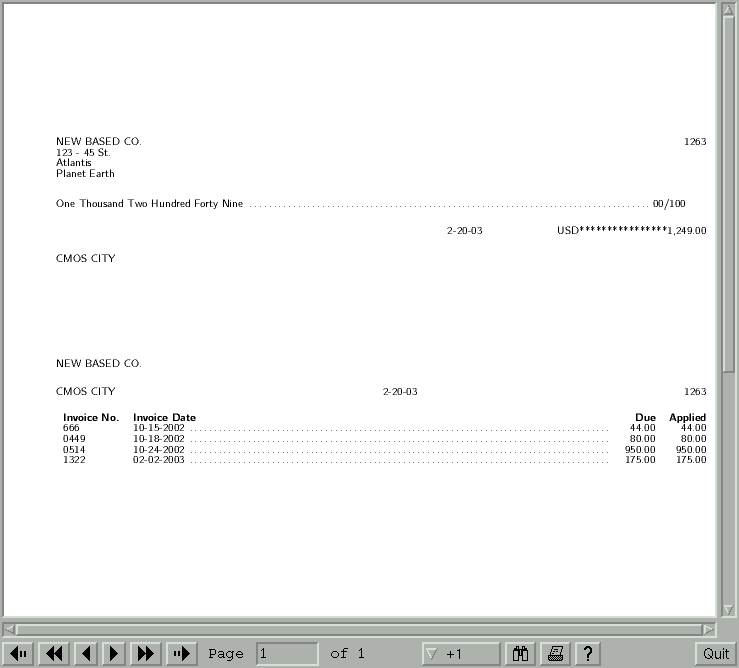 NEW BASED CO. 1263
123 - 45 St.
Atlantis
Planet Earth
One Thousand Two Hundred Forty Nine ........................................................................................ 00/100
2-20-03 USD****************1,249.00
CMOS CITY
NEW BASED CO.
CMOS CITY 2-20-03 1263
Invoice No. Invoice Date Due Applied
666 10-15-2002 ........................................................................................ 44.00 44.00
0449 10-18-2002 ........................................................................................ 80.00 80.00
0514 10-24-2002 ........................................................................................ 950.00 950.00
1322 02-02-2003 ........................................................................................ 175.00 175.00
Page 1 of 1 +1 ? Quit